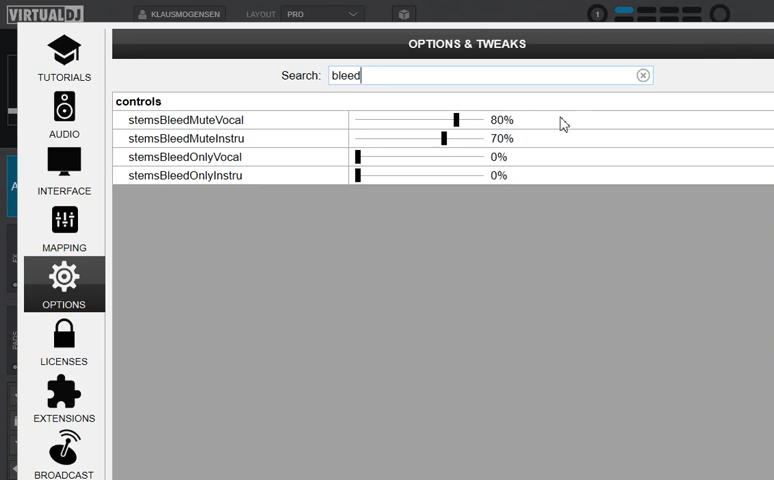 VIRTUALDJ KLAUSMOGENSEN LAYOUT PRO 1
OPTIONS & TWEAKS
TUTORIALS
Search: bleed
controls
stemsBleedMuteVocal 80%
AUDIO
stemsBleedMuteInstru 70%
stemsBleedOnlyVocal 0%
stemsBleedOnlyInstru 0%
INTERFACE
MAPPING
OPTIONS
LICENSES
EXTENSIONS
BROADCAST